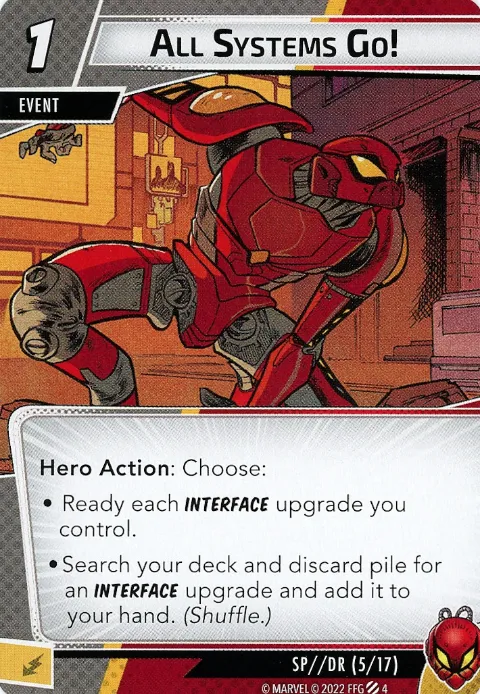 1
ALL SYSTEMS GO!
EVENT
Hero Action: Choose:
• Ready each INTERFACE upgrade you
control.
• Search your deck and discard pile for
an INTERFACE upgrade and add it to
your hand. (Shuffle.)
SP//DR (5/17)
© MARVEL © 2022 FFG 4